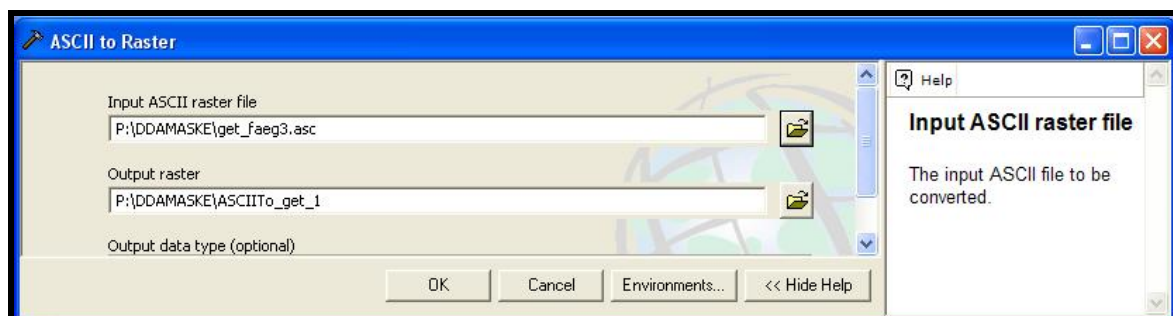 ASCII to Raster
Input ASCII raster file
P:\DDAMASKE\get_faeg3.asc
Output raster
P:\DDAMASKE\ASCIITo_get_1
Output data type (optional)
OK
Cancel
Environments...
<< Hide Help
Help
Input ASCII raster file
The input ASCII file to be
converted.